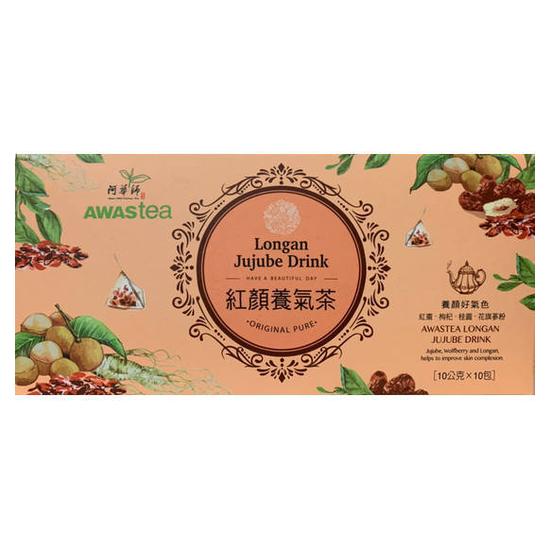 阿華師
AWAStea
Longan
Jujube Drink
HAVE A BEAUTIFUL DAY
紅顏養氣茶
•ORIGINAL PURE•
養顏好氣色
紅棗·枸杞·桂圓·花旗蔘粉
AWASTEA LONGAN
JUJUBE DRINK
Jujube, Wolfberry and Longan,
helps to improve skin complexion.
[10公克×10包]